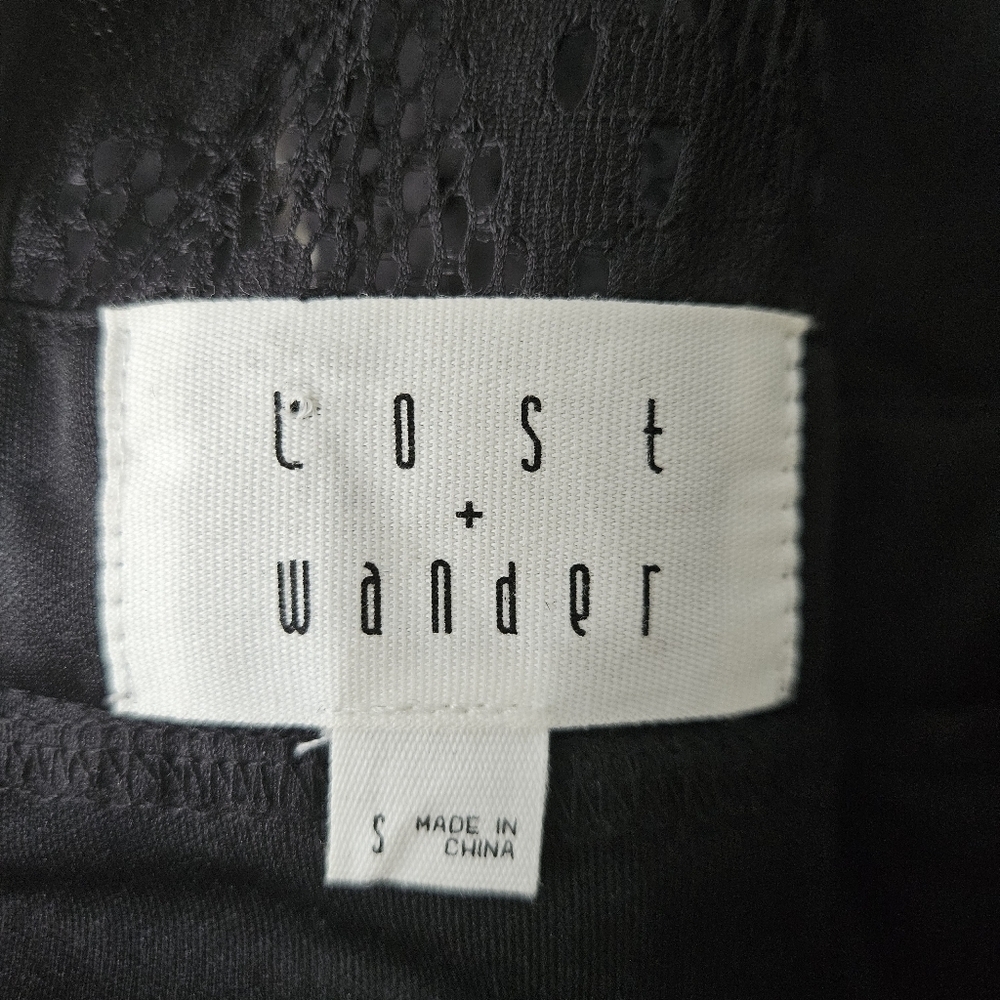 Lost
+
wander
S MADE IN
CHINA